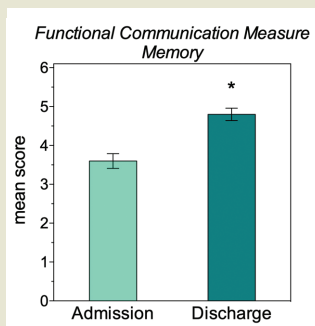 Functional Communication Measure
Memory
mean score
6
5
4
3
2
1
0
*
Admission Discharge